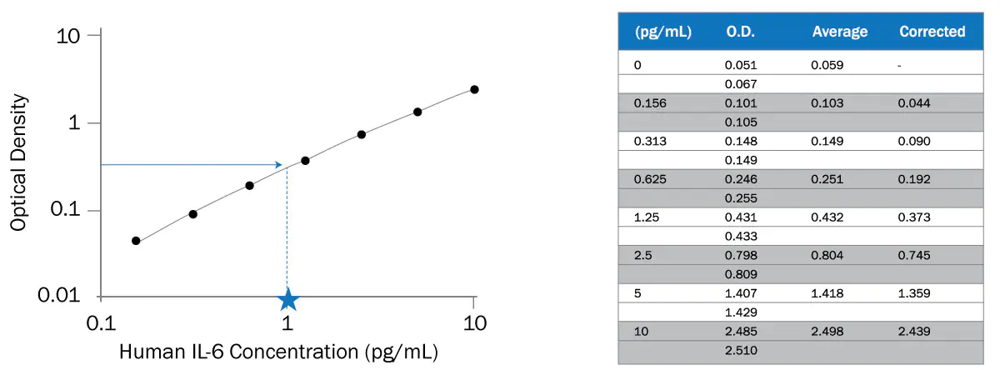 10
1
0.1
0.01
Optical Density
0.1 1 10
Human IL-6 Concentration (pg/mL)
(pg/mL) O.D. Average Corrected
0 0.051 0.059 -
0.067
0.156 0.101 0.103 0.044
0.105
0.313 0.148 0.149 0.090
0.149
0.625 0.246 0.251 0.192
0.255
1.25 0.431 0.432 0.373
0.433
2.5 0.798 0.804 0.745
0.809
5 1.407 1.418 1.359
1.429
10 2.485 2.498 2.439
2.510